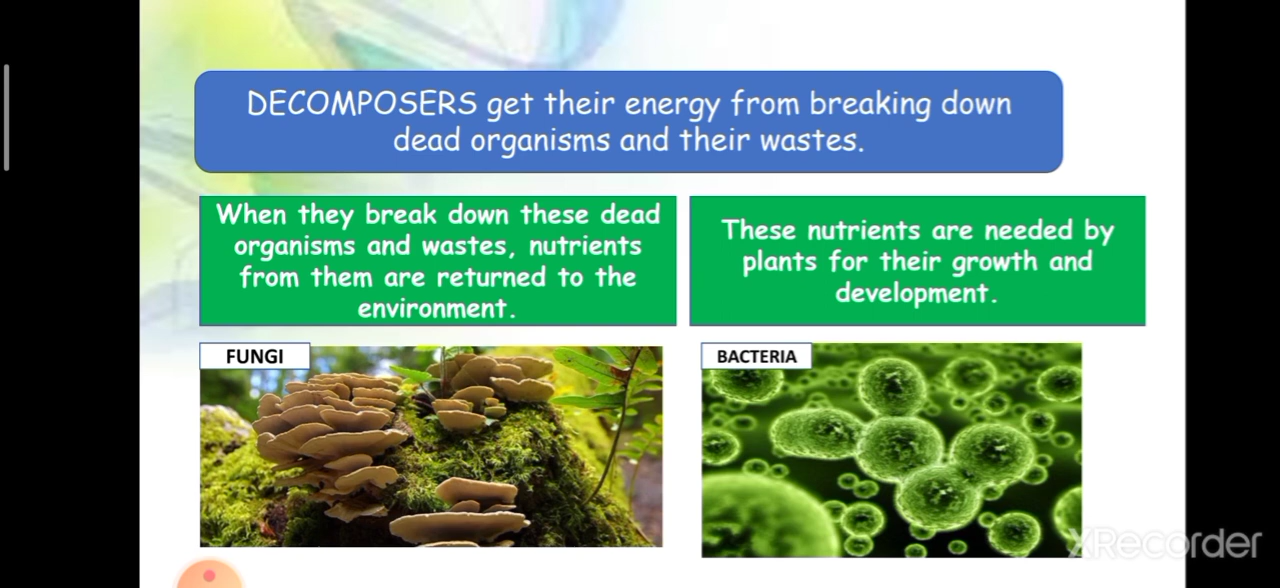 DECOMPOSERS get their energy from breaking down
dead organisms and their wastes.
When they break down these dead
organisms and wastes, nutrients
from them are returned to the
environment.
These nutrients are needed by
plants for their growth and
development.
FUNGI
BACTERIA
XRecorder